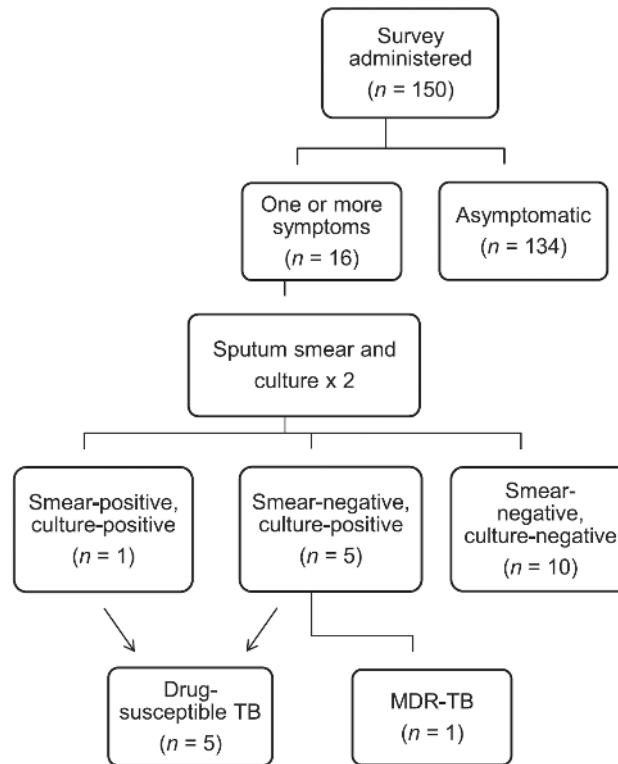 Survey
administered
(n = 150)
One or more
symptoms
(n = 16)
Asymptomatic
(n = 134)
Sputum smear and
culture x 2
Smear-positive,
culture-positive
(n = 1)
Smear-negative,
culture-positive
(n = 5)
Smear-
negative,
culture-negative
(n = 10)
Drug-
susceptible TB
(n = 5)
MDR-TB
(n = 1)